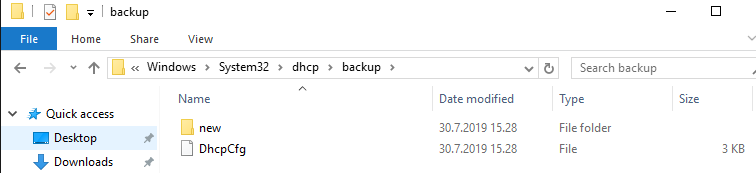 backup
File Home Share View
Windows System32 dhcp backup Search backup
Name Date modified Type Size
Quick access
Desktop
Downloads
new 30.7.2019 15.28 File folder
DhcpCfg 30.7.2019 15.28 File 3 KB